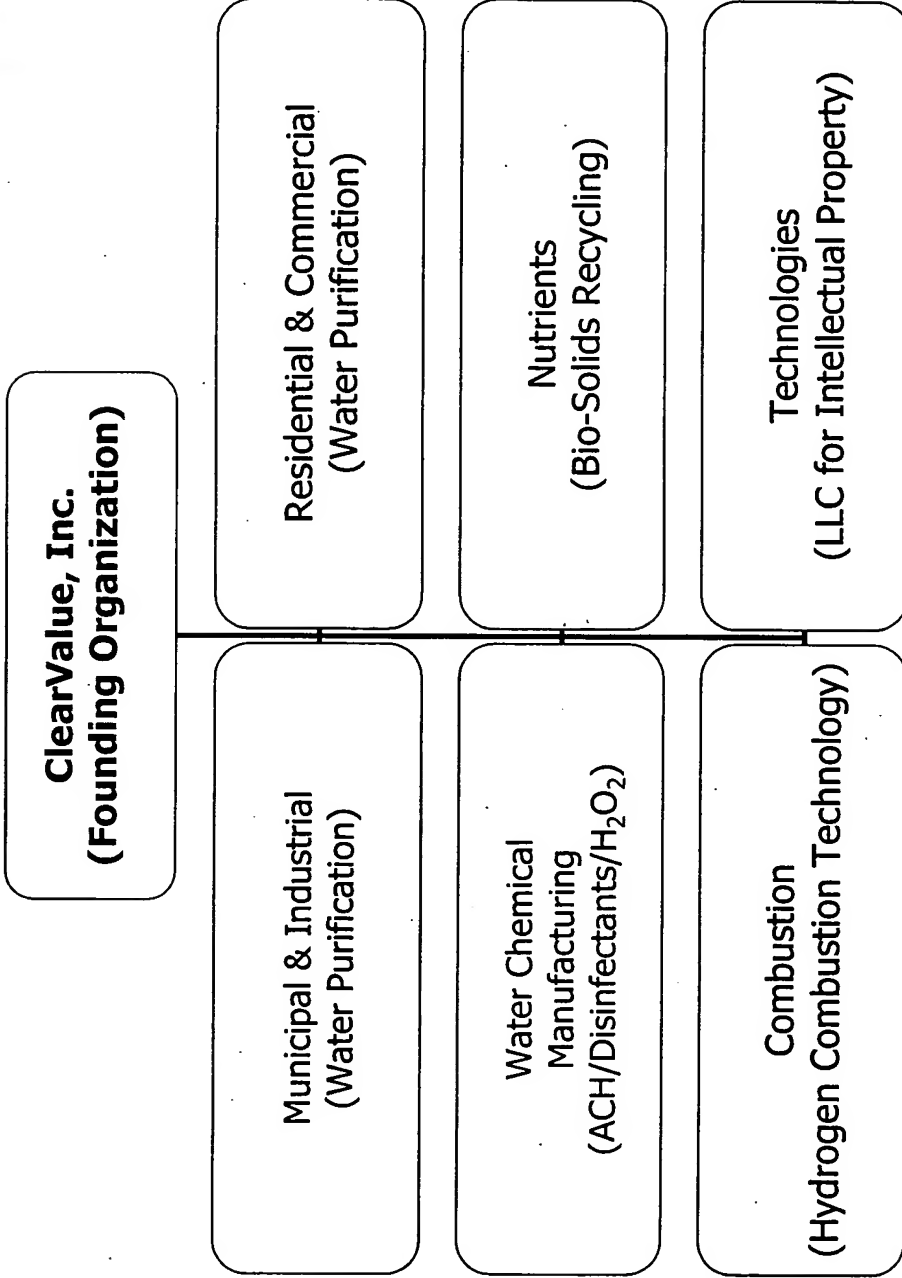 ClearValue, Inc.
(Founding Organization)
Municipal & Industrial
(Water Purification)
Residential & Commercial
(Water Purification)
Water Chemical
Manufacturing
(ACH/Disinfectants/H₂O₂)
Nutrients
(Bio-Solids Recycling)
Combustion
(Hydrogen Combustion Technology)
Technologies
(LLC for Intellectual Property)